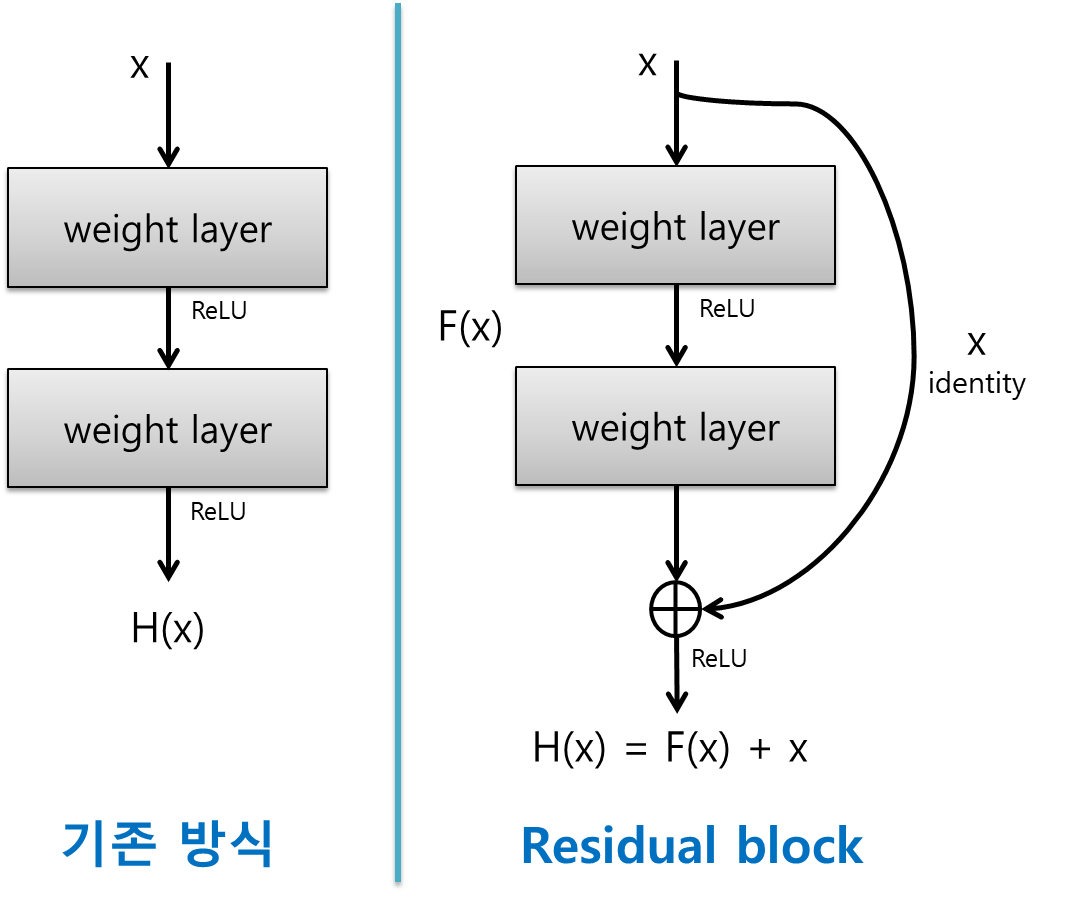 x
weight layer
ReLU
weight layer
ReLU
H(x)
기존 방식
x
weight layer
ReLU
F(x)
x
identity
weight layer
ReLU
H(x) = F(x) + x
Residual block